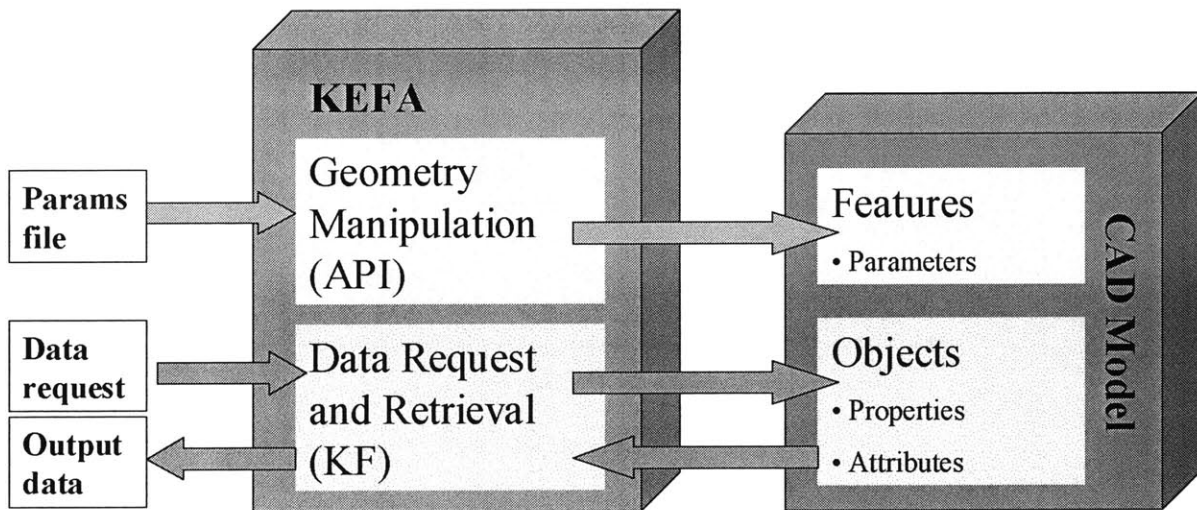 KEFA
Params
file
Geometry
Manipulation
(API)
Features
• Parameters
Data
request
Output
data
Data Request
and Retrieval
(KF)
Objects
• Properties
• Attributes
CAD Model